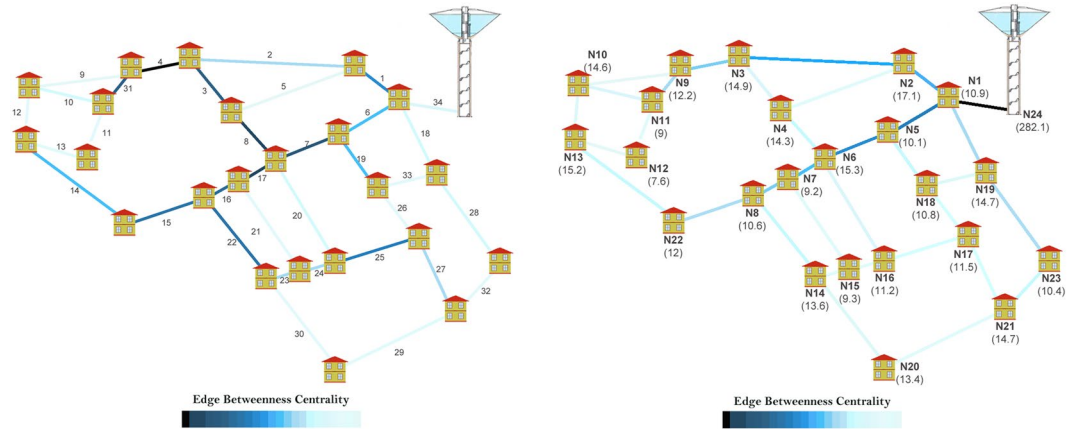 2
4
9
31
5
1
3
10
34
12
6
11
8
18
7
13
19
17
33
14
16
26
20
28
15
21
22
25
27
23
24
32
30
29
Edge Betweenness Centrality
N10
(14.6)
N9
(12.2)
N3
(14.9)
N2
(17.1)
N1
(10.9)
N24
(282.1)
N11
(9)
N4
(14.3)
N5
(10.1)
N13
(15.2)
N12
(7.6)
N6
(15.3)
N7
(9.2)
N19
(14.7)
N18
(10.8)
N8
(10.6)
N22
(12)
N17
(11.5)
N16
(11.2)
N15
(9.3)
N14
(13.6)
N23
(10.4)
N21
(14.7)
N20
(13.4)
Edge Betweenness Centrality